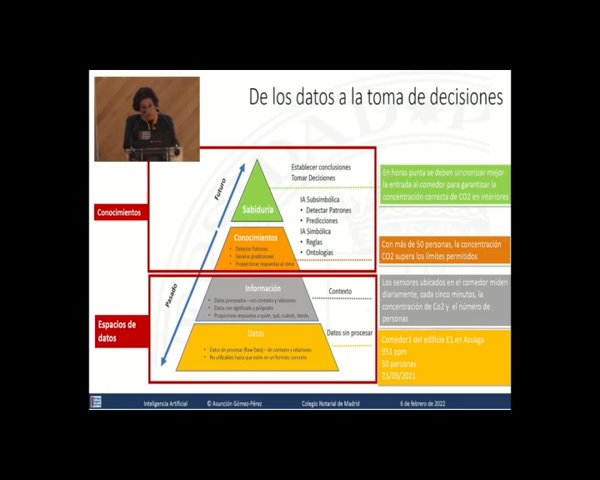 De los datos a la toma de decisiones
Futuro
Pasado
Conocimientos
Espacios de
datos
Sabiduría
Conocimientos
• Detectar Patrones
• Generar predicciones
• Proporcionar respuestas al cómo
Información
• Datos procesados – con contexto y relaciones
• Datos con significado y propósito
• Proporciona respuestas a quién, qué, cuándo, dónde,
Datos
• Datos sin procesar (Raw Data) – sin contexto y relaciones
• No utilizables hasta que estén en un formato concreto
Establecer conclusiones
Tomar Decisiones
IA Subsimbólica
• Detectar Patrones
• Predicciones
IA Simbólica
• Reglas
• Ontologías
Contexto
Datos sin procesar
En horas punta se deben sincronizar mejor
la entrada al comedor para garantizar la
concentración correcta de CO2 en interiores
Con más de 50 personas, la concentración
CO2 supera los límites permitidos
Los sensores ubicados en el comedor miden
diariamente, cada cinco minutos, la
concentración de Co2 y el número de
personas
Comedor1 del edificio E1 en Azuaga
951 ppm
50 personas
23/09/2021
Inteligencia Artificial
© Asunción Gómez-Pérez
Colegio Notarial de Madrid
6 de febrero de 2022